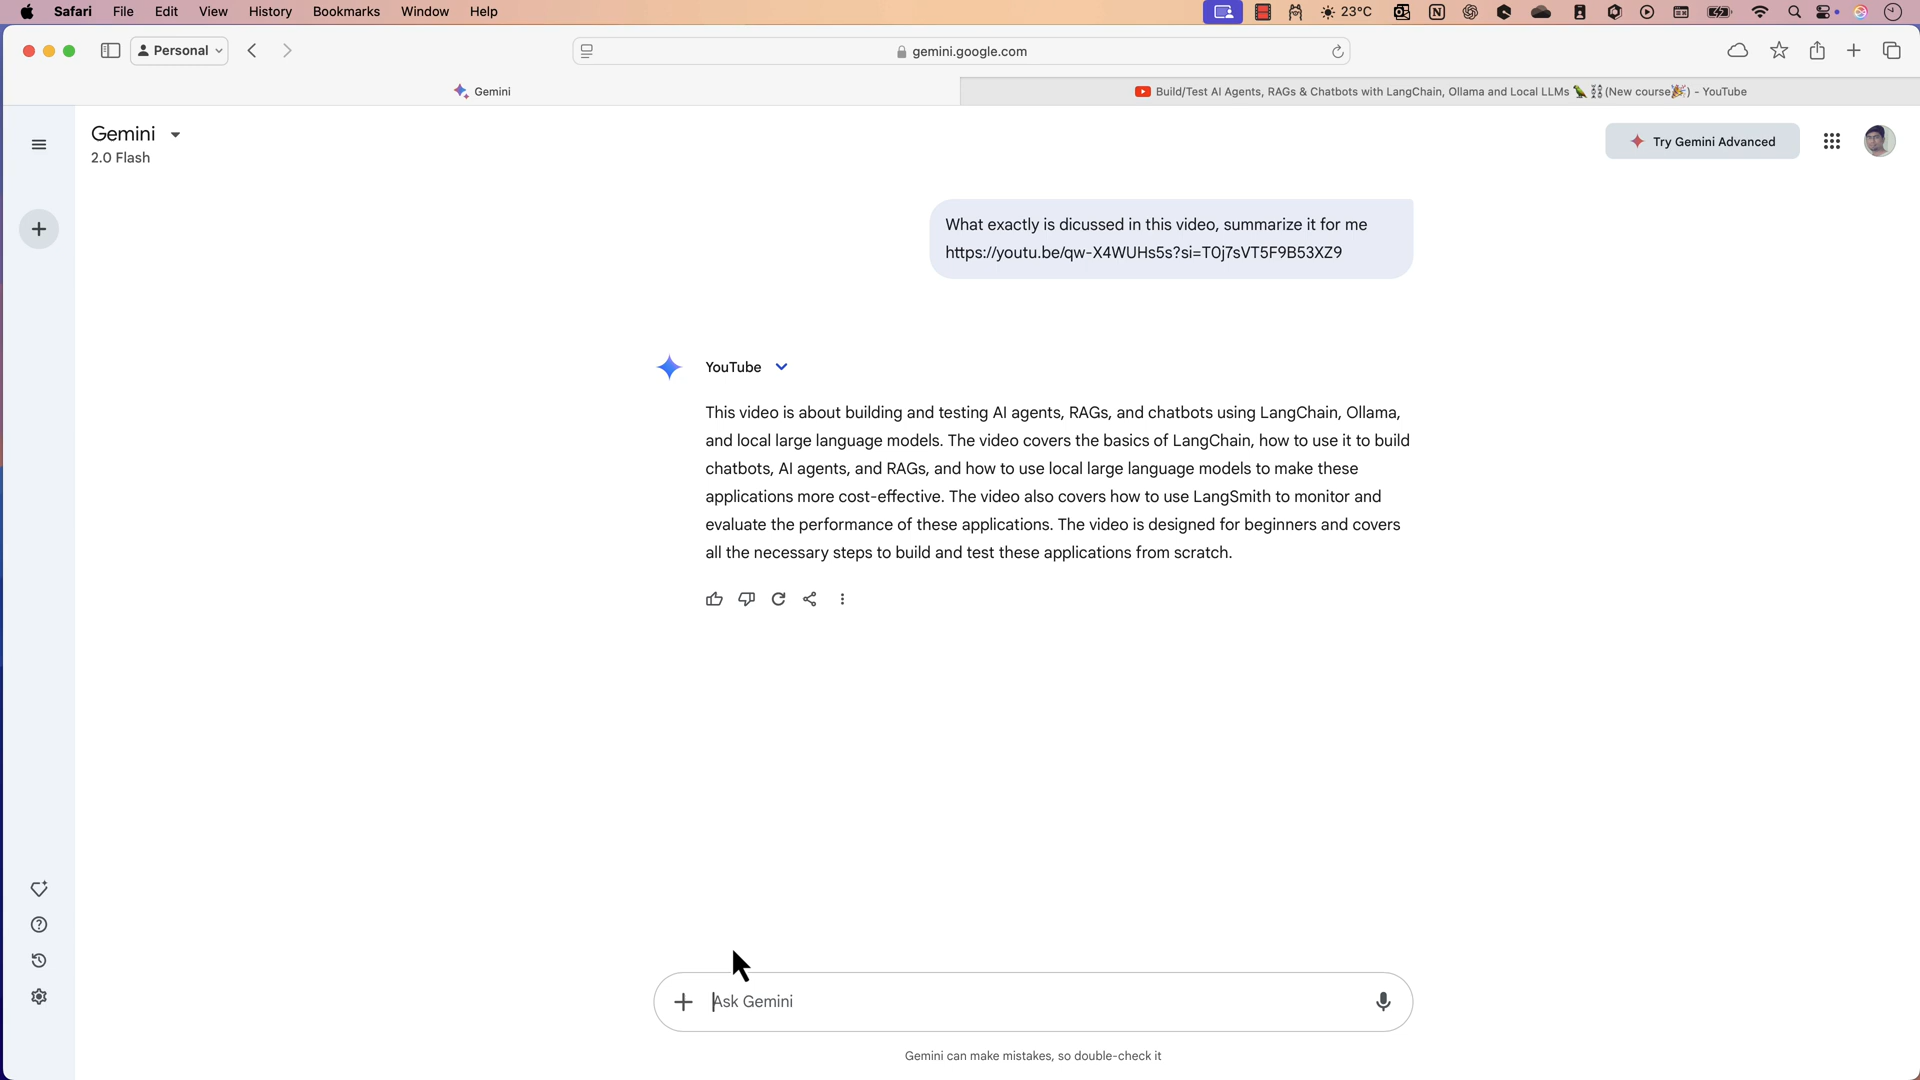 Safari File Edit View History Bookmarks Window Help 23°C
Personal
gemini.google.com
Gemini
Build/Test AI Agents, RAGs & Chatbots with LangChain, Ollama and Local LLMs 🦜⛓️(New course🎉) - YouTube
Gemini
2.0 Flash
Try Gemini Advanced
What exactly is dicussed in this video, summarize it for me
https://youtu.be/qw-X4WUHs5s?si=T0j7sVT5F9B53XZ9
YouTube
This video is about building and testing AI agents, RAGs, and chatbots using LangChain, Ollama,
and local large language models. The video covers the basics of LangChain, how to use it to build
chatbots, AI agents, and RAGs, and how to use local large language models to make these
applications more cost-effective. The video also covers how to use LangSmith to monitor and
evaluate the performance of these applications. The video is designed for beginners and covers
all the necessary steps to build and test these applications from scratch.
Ask Gemini
Gemini can make mistakes, so double-check it